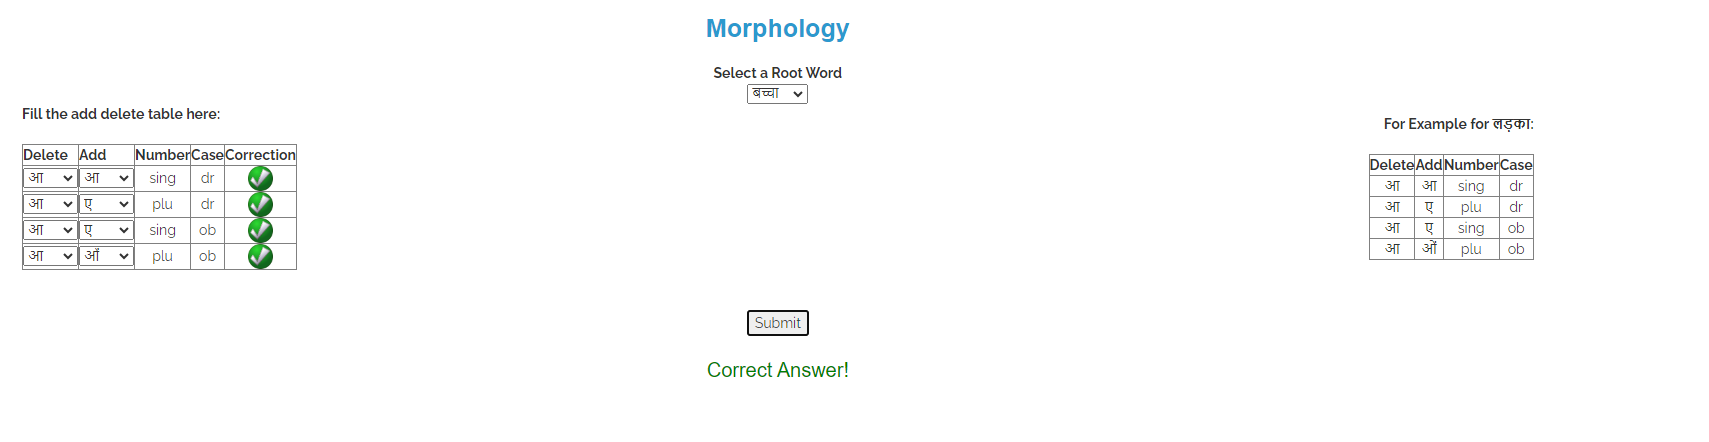 Morphology
Select a Root Word
बच्चा
Fill the add delete table here:
Delete Add Number Case Correction
आ आ sing dr
आ ए plu dr
आ ए sing ob
आ ओं plu ob
For Example for लड़का:
Delete Add Number Case
आ आ sing dr
आ ए plu dr
आ ए sing ob
आ ओं plu ob
Submit
Correct Answer!